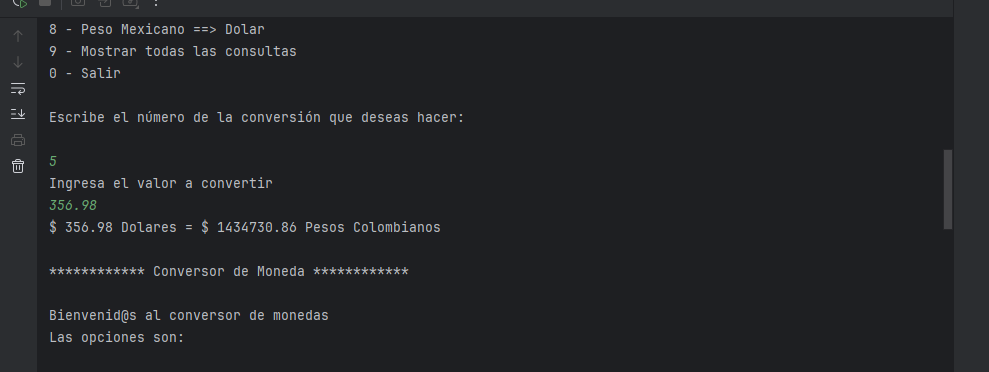 8 - Peso Mexicano ==> Dolar
9 - Mostrar todas las consultas
0 - Salir
Escribe el número de la conversión que deseas hacer:
5
Ingresa el valor a convertir
356.98
$ 356.98 Dolares = $ 1434730.86 Pesos Colombianos
************ Conversor de Moneda ************
Bienvenid@s al conversor de monedas
Las opciones son: